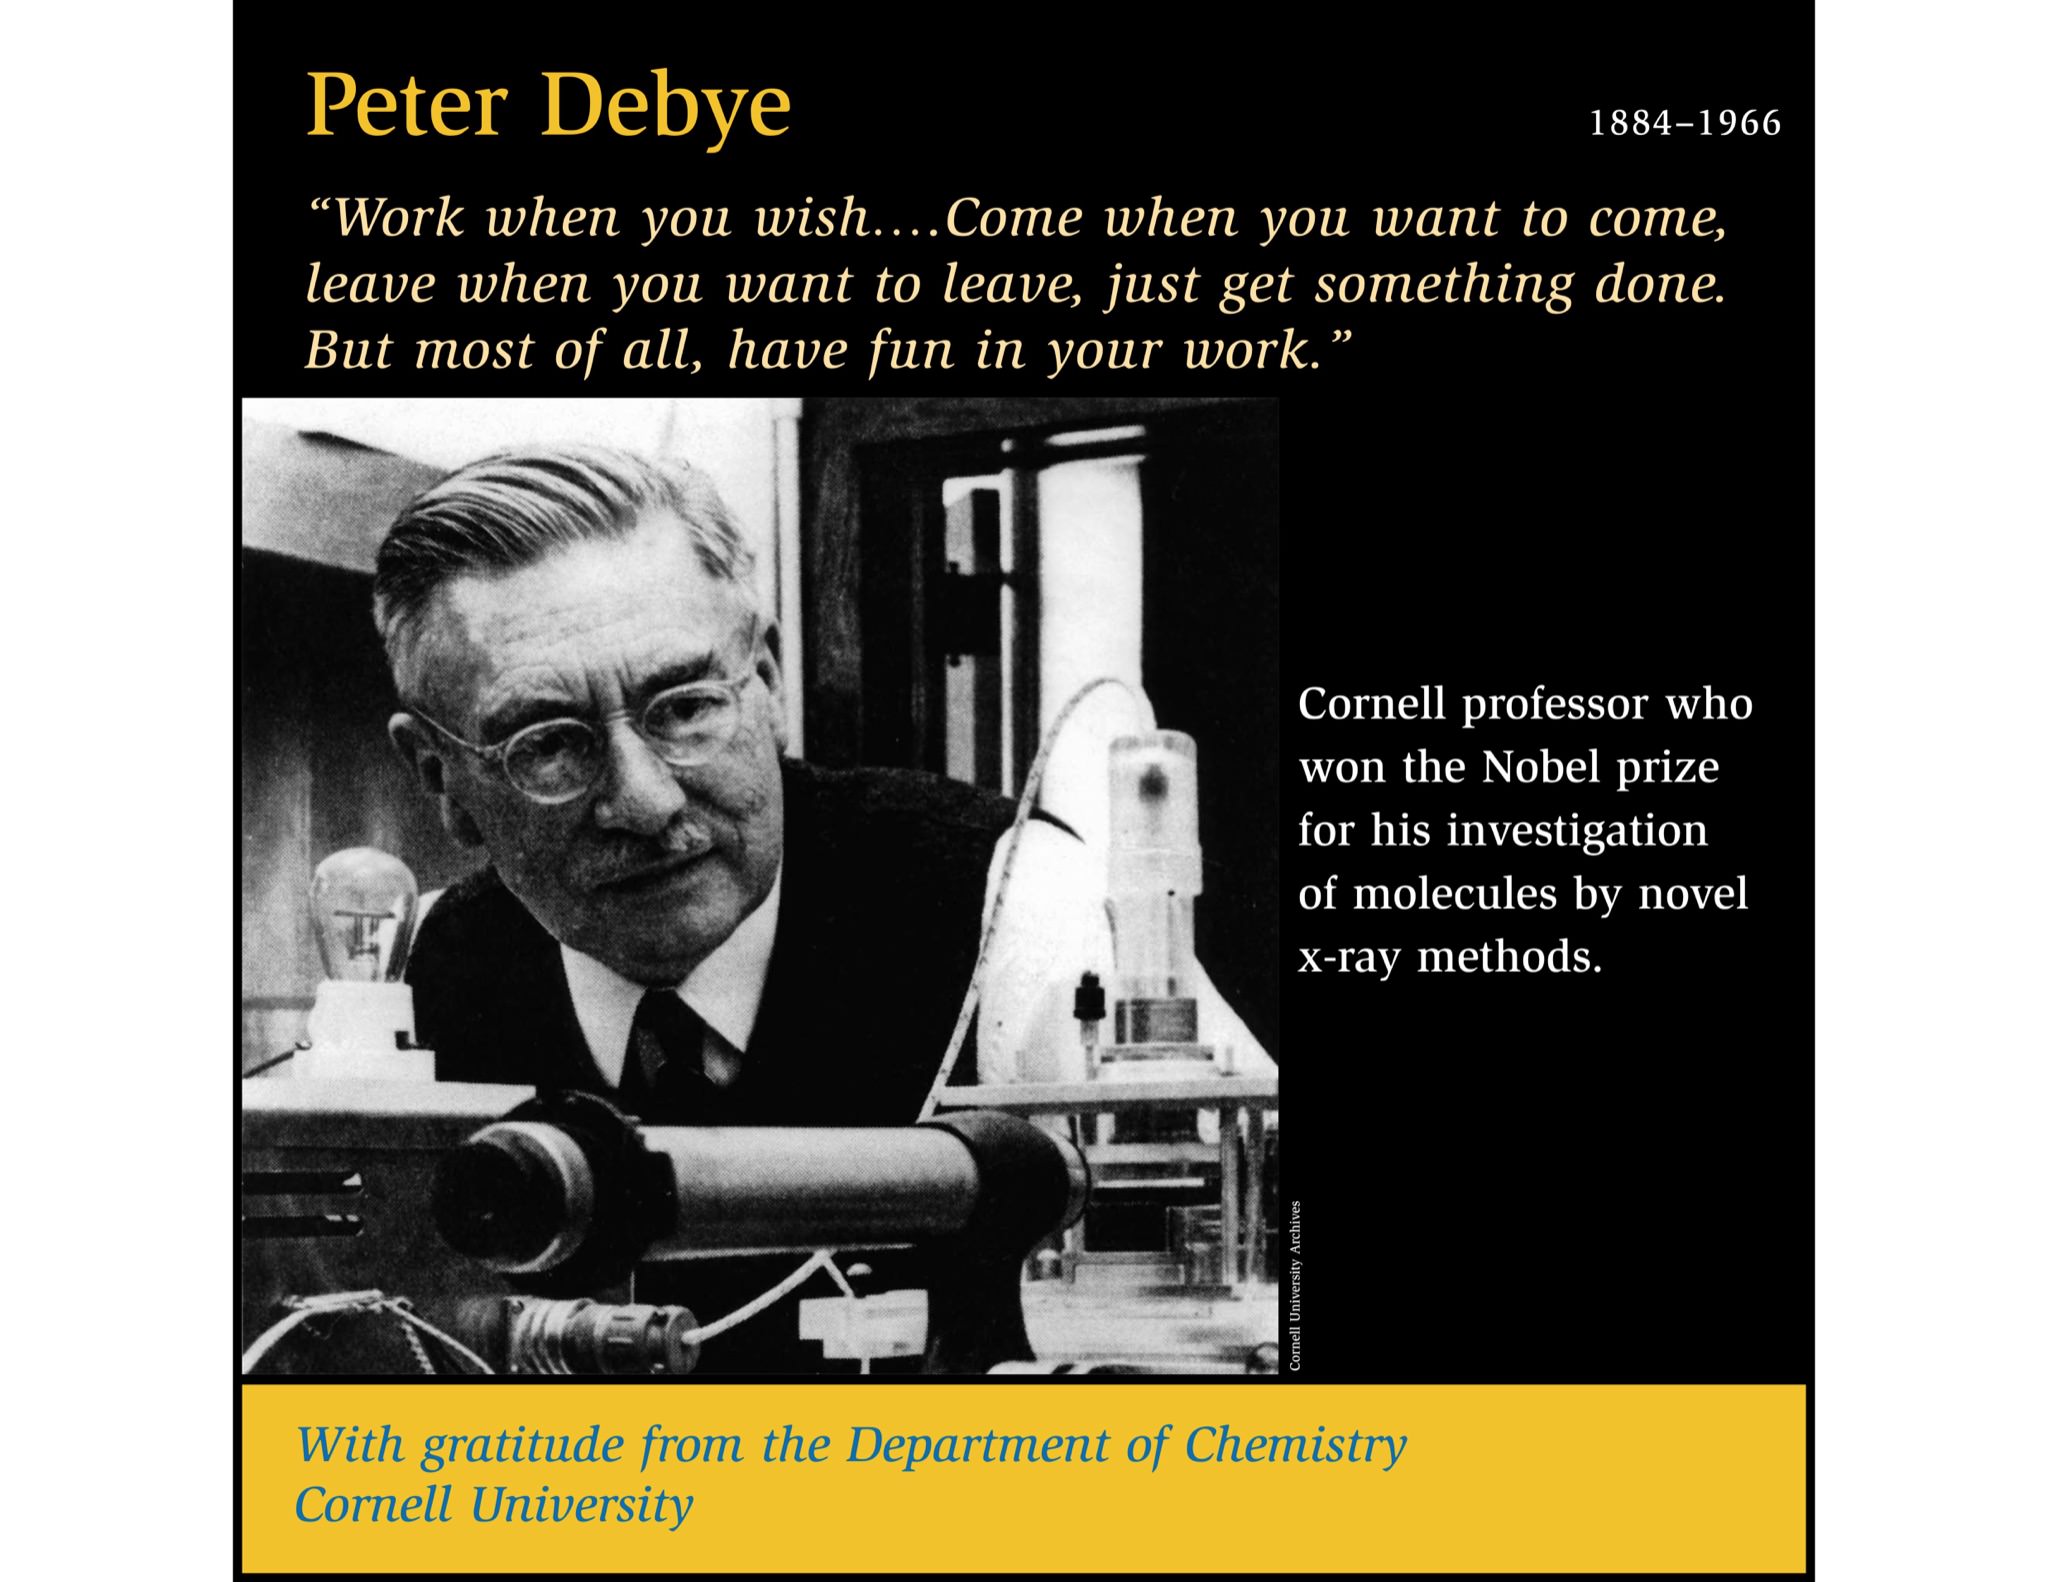 Peter Debye
1884–1966
“Work when you wish....Come when you want to come,
leave when you want to leave, just get something done.
But most of all, have fun in your work.”
Cornell professor who
won the Nobel prize
for his investigation
of molecules by novel
x-ray methods.
Cornell University Archives
With gratitude from the Department of Chemistry
Cornell University